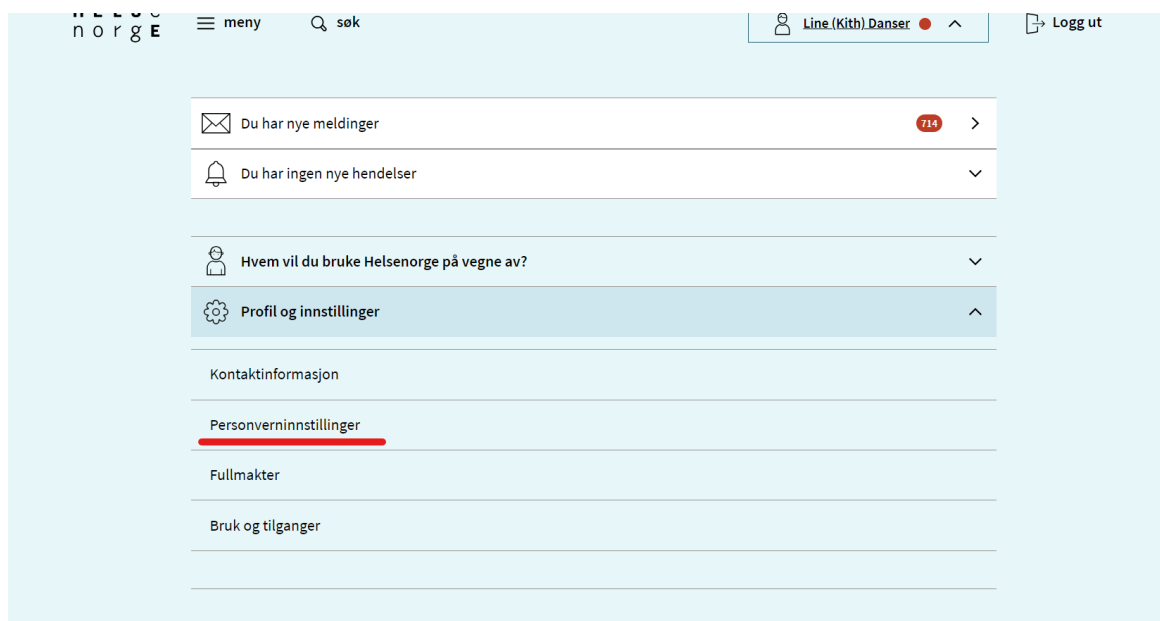 norgE
meny
søk
Line (Kith) Danser
Logg ut
Du har nye meldinger
714
Du har ingen nye hendelser
Hvem vil du bruke Helsenorge på vegne av?
Profil og innstillinger
Kontaktinformasjon
Personverninnstillinger
Fullmakter
Bruk og tilganger